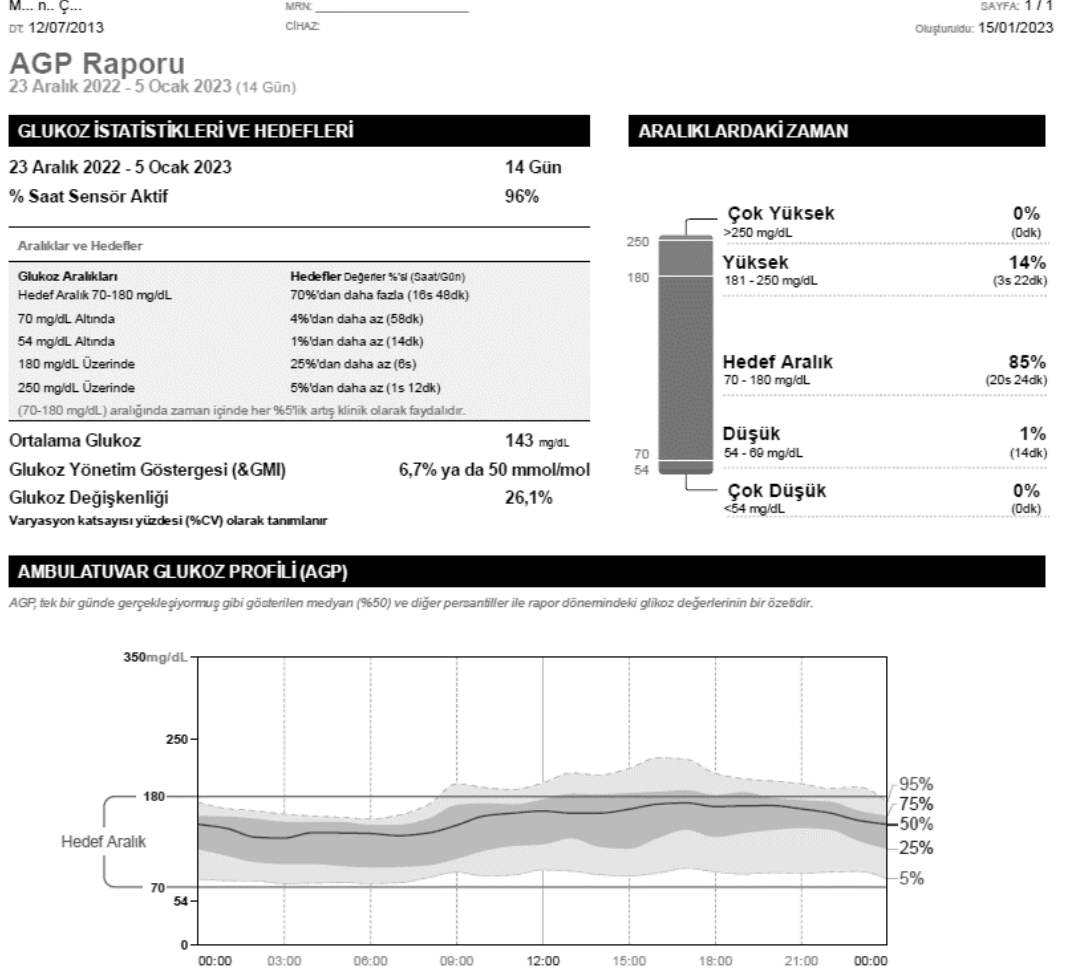 M... n.. Ç...
MRN:
SAYFA: 1 / 1
DT: 12/07/2013
CİHAZ:
Oluşturuldu: 15/01/2023
AGP Raporu
23 Aralık 2022 - 5 Ocak 2023 (14 Gün)
GLUKOZ İSTATİSTİKLERİ VE HEDEFLERİ
23 Aralık 2022 - 5 Ocak 2023 14 Gün
% Saat Sensör Aktif 96%
Aralıklar ve Hedefler
Glukoz Aralıkları Hedefler Değerler %'si (Saat/Gün)
Hedef Aralık 70-180 mg/dL 70%'dan daha fazla (16s 48dk)
70 mg/dL Altında 4%'dan daha az (58dk)
54 mg/dL Altında 1%'dan daha az (14dk)
180 mg/dL Üzerinde 25%'dan daha az (6s)
250 mg/dL Üzerinde 5%'dan daha az (1s 12dk)
(70-180 mg/dL) aralığında zaman içinde her %5'lik artış klinik olarak faydalıdır.
Ortalama Glukoz 143 mg/dL
Glukoz Yönetim Göstergesi (&GMI) 6,7% ya da 50 mmol/mol
Glukoz Değişkenliği 26,1%
Varyasyon katsayısı yüzdesi (%CV) olarak tanımlanır
ARALIKLARDAKİ ZAMAN
Çok Yüksek 0%
>250 mg/dL (0dk)
250
Yüksek 14%
180
181 - 250 mg/dL (3s 22dk)
Hedef Aralık 85%
70 - 180 mg/dL (20s 24dk)
Düşük 1%
70
54 - 69 mg/dL (14dk)
54
Çok Düşük 0%
<54 mg/dL (0dk)
AMBULATUVAR GLUKOZ PROFİLİ (AGP)
AGP, tek bir günde gerçekleşiyormuş gibi gösterilen medyan (%50) ve diğer persantiller ile rapor dönemindeki glikoz değerlerinin bir özetidir.
350mg/dL
250
95%
180
75%
50%
Hedef Aralık
25%
5%
70
54
0
00:00 03:00 06:00 09:00 12:00 15:00 18:00 21:00 00:00